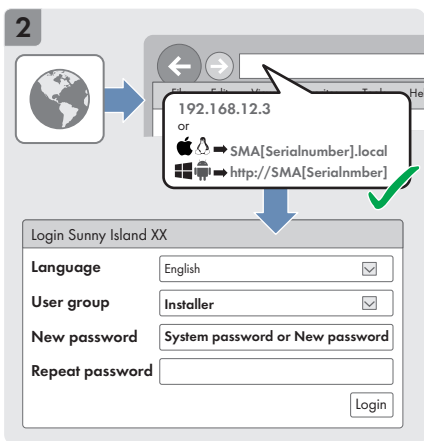 2
192.168.12.3
or
SMA[Serialnumber].local
http://SMA[Serialnmber]
Login Sunny Island XX
Language English
User group Installer
New password System password or New password
Repeat password
Login